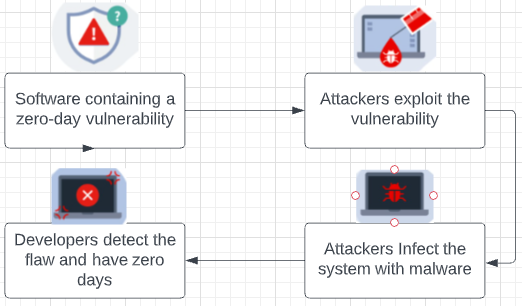 ?
Software containing a
zero-day vulnerability
Attackers exploit the
vulnerability
Developers detect the
flaw and have zero
days
Attackers Infect the
system with malware